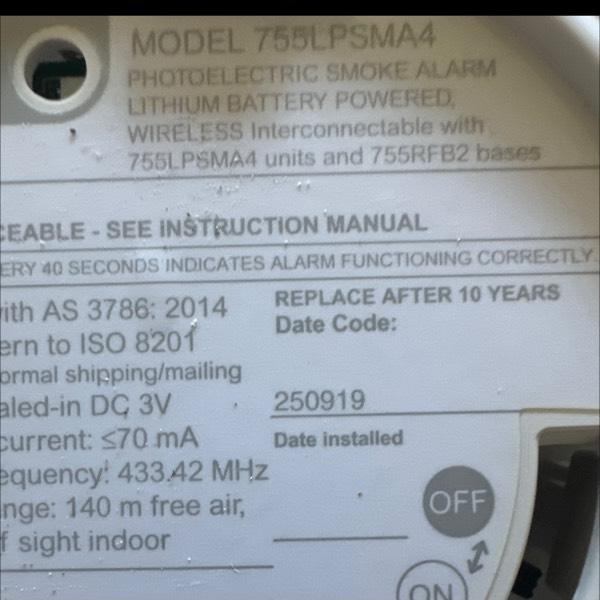 MODEL 755LPSMA4
PHOTOELECTRIC SMOKE ALARM
LITHIUM BATTERY POWERED,
WIRELESS Interconnectable with
755LPSMA4 units and 755RFB2 bases
CEABLE - SEE INSTRUCTION MANUAL
ERY 40 SECONDS INDICATES ALARM FUNCTIONING CORRECTLY.
ith AS 3786: 2014
ern to ISO 8201
ormal shipping/mailing
aled-in DC 3V
current: ≤70 mA
equency: 433.42 MHz
nge: 140 m free air,
f sight indoor
REPLACE AFTER 10 YEARS
Date Code:
250919
Date installed
OFF
ON